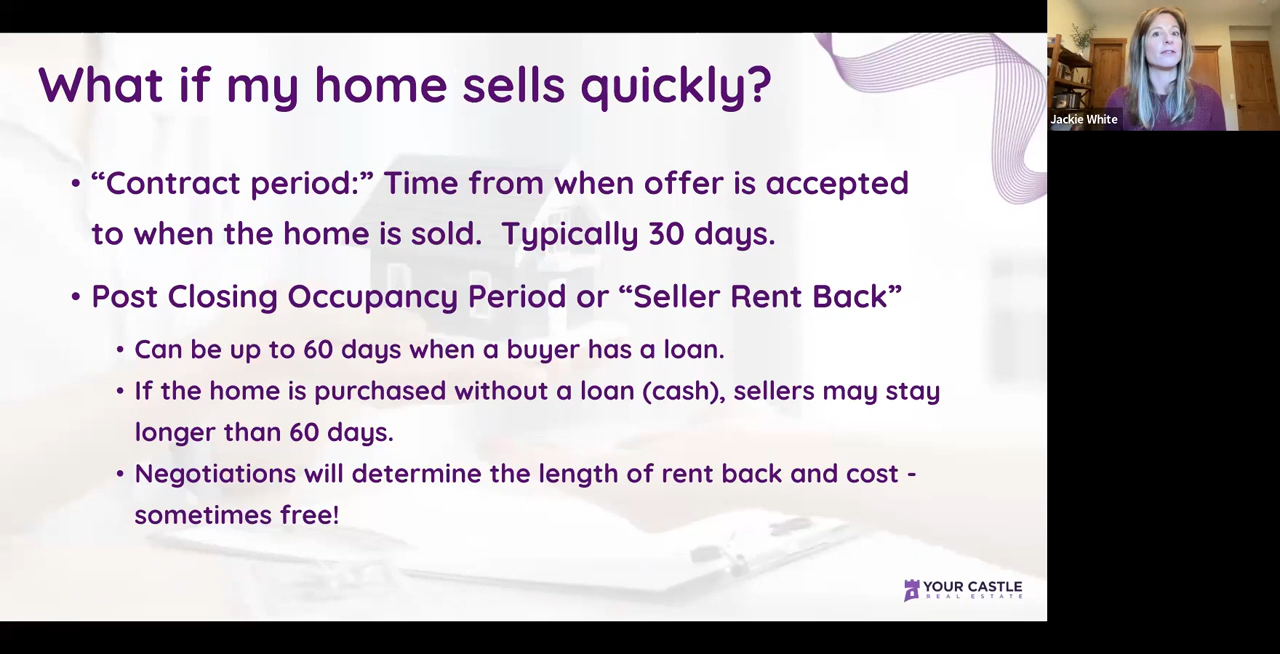 What if my home sells quickly?
Jackie White
• “Contract period:” Time from when offer is accepted
to when the home is sold.  Typically 30 days.
• Post Closing Occupancy Period or “Seller Rent Back”
• Can be up to 60 days when a buyer has a loan.
• If the home is purchased without a loan (cash), sellers may stay
longer than 60 days.
• Negotiations will determine the length of rent back and cost -
sometimes free!
YOUR CASTLE
REAL ESTATE